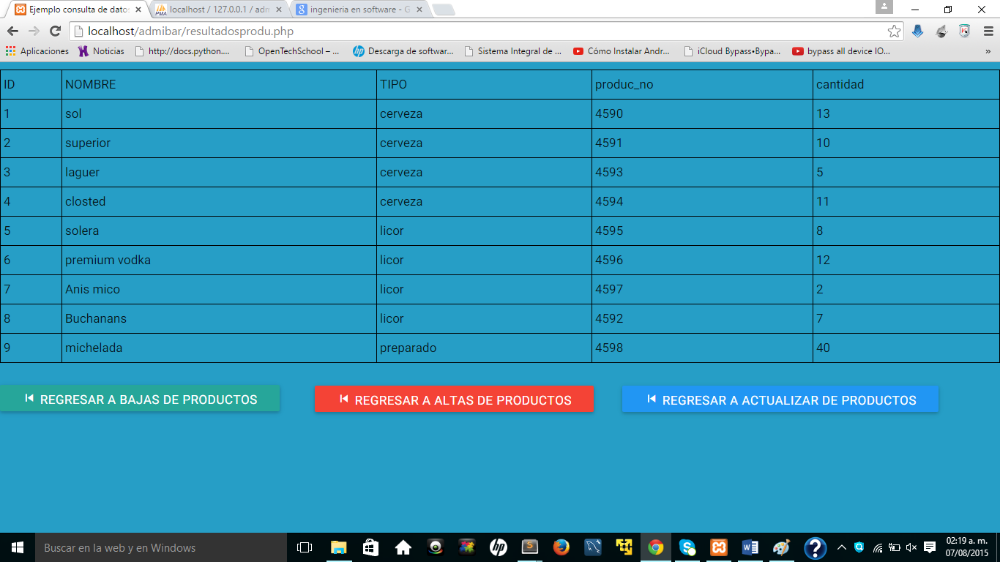 Ejemplo consulta de datos
localhost / 127.0.0.1 / adm
ingenieria en software - G
localhost/admibar/resultadosprodu.php
Aplicaciones Noticias http://docs.python.... OpenTechSchool – ... Descarga de softwar... Sistema Integral de ... Cómo Instalar Andr... iCloud Bypass•Bypa... bypass all device IO... »
ID NOMBRE TIPO produc_no cantidad
1 sol cerveza 4590 13
2 superior cerveza 4591 10
3 laguer cerveza 4593 5
4 closted cerveza 4594 11
5 solera licor 4595 8
6 premium vodka licor 4596 12
7 Anis mico licor 4597 2
8 Buchanans licor 4592 7
9 michelada preparado 4598 40
REGRESAR A BAJAS DE PRODUCTOS
REGRESAR A ALTAS DE PRODUCTOS
REGRESAR A ACTUALIZAR DE PRODUCTOS
Buscar en la web y en Windows
02:19 a. m.
07/08/2015